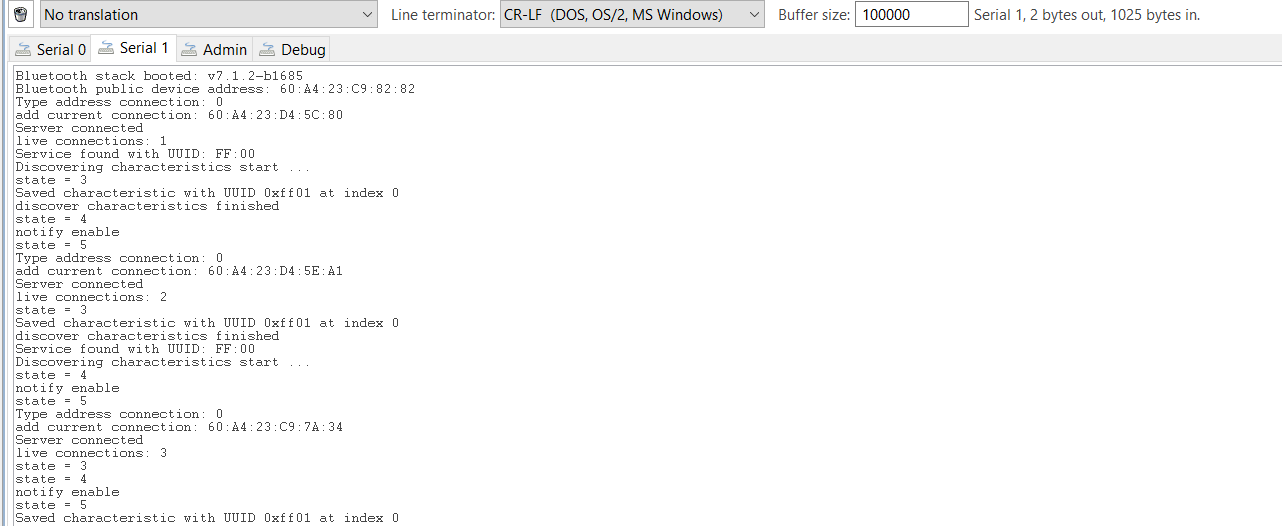 No translation Line terminator: CR-LF (DOS, OS/2, MS Windows) Buffer size: 100000 Serial 1, 2 bytes out, 1025 bytes in.
Serial 0 Serial 1 Admin Debug
Bluetooth stack booted: v7.1.2-b1685
Bluetooth public device address: 60:A4:23:C9:82:82
Type address connection: 0
add current connection: 60:A4:23:D4:5C:80
Server connected
live connections: 1
Service found with UUID: FF:00
Discovering characteristics start ...
state = 3
Saved characteristic with UUID 0xff01 at index 0
discover characteristics finished
state = 4
notify enable
state = 5
Type address connection: 0
add current connection: 60:A4:23:D4:5E:A1
Server connected
live connections: 2
state = 3
Saved characteristic with UUID 0xff01 at index 0
discover characteristics finished
Service found with UUID: FF:00
Discovering characteristics start ...
state = 4
notify enable
state = 5
Type address connection: 0
add current connection: 60:A4:23:C9:7A:34
Server connected
live connections: 3
state = 3
state = 4
notify enable
state = 5
Saved characteristic with UUID 0xff01 at index 0